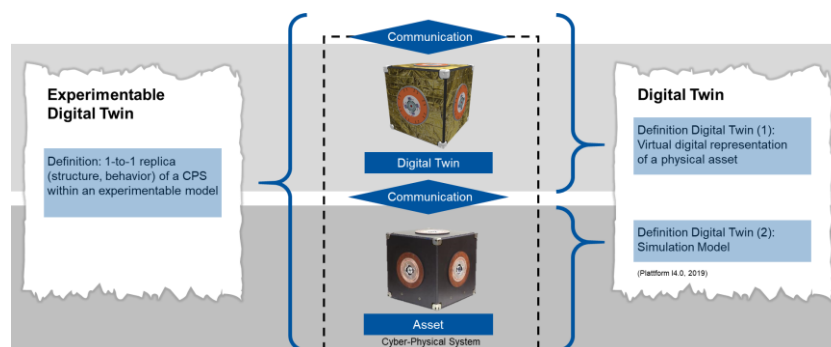 Experimentable
Digital Twin
Definition: 1-to-1 replica
(structure, behavior) of a CPS
within an experimentable model
Communication
Digital Twin
Communication
Asset
Cyber-Physical System
Digital Twin
Definition Digital Twin (1):
Virtual digital representation
of a physical asset
Definition Digital Twin (2):
Simulation Model
(Plattform I4.0, 2019)